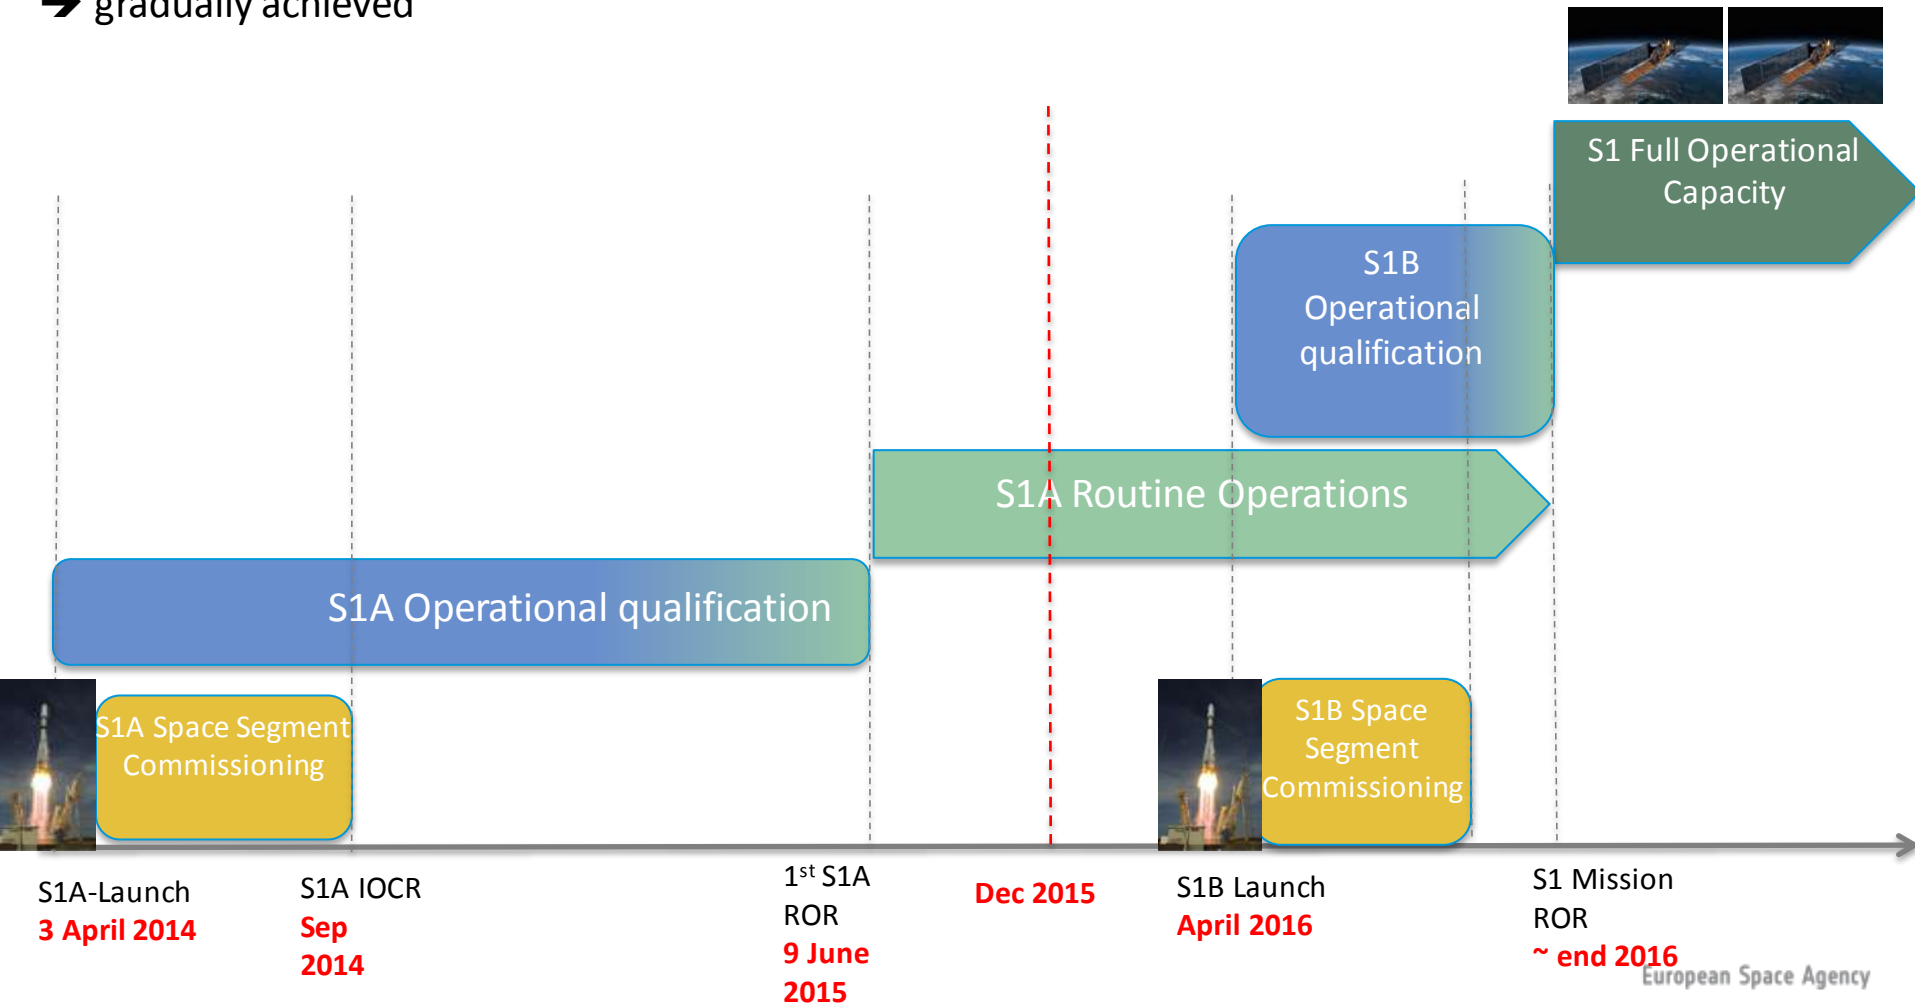 ➔ gradually achieved
S1 Full Operational
Capacity
S1B
Operational
qualification
S1A Routine Operations
S1A Operational qualification
S1A Space Segment
Commissioning
S1B Space
Segment
Commissioning
S1A-Launch
3 April 2014
S1A IOCR
Sep
2014
1st S1A
ROR
9 June
2015
Dec 2015
S1B Launch
April 2016
S1 Mission
ROR
~ end 2016
European Space Agency